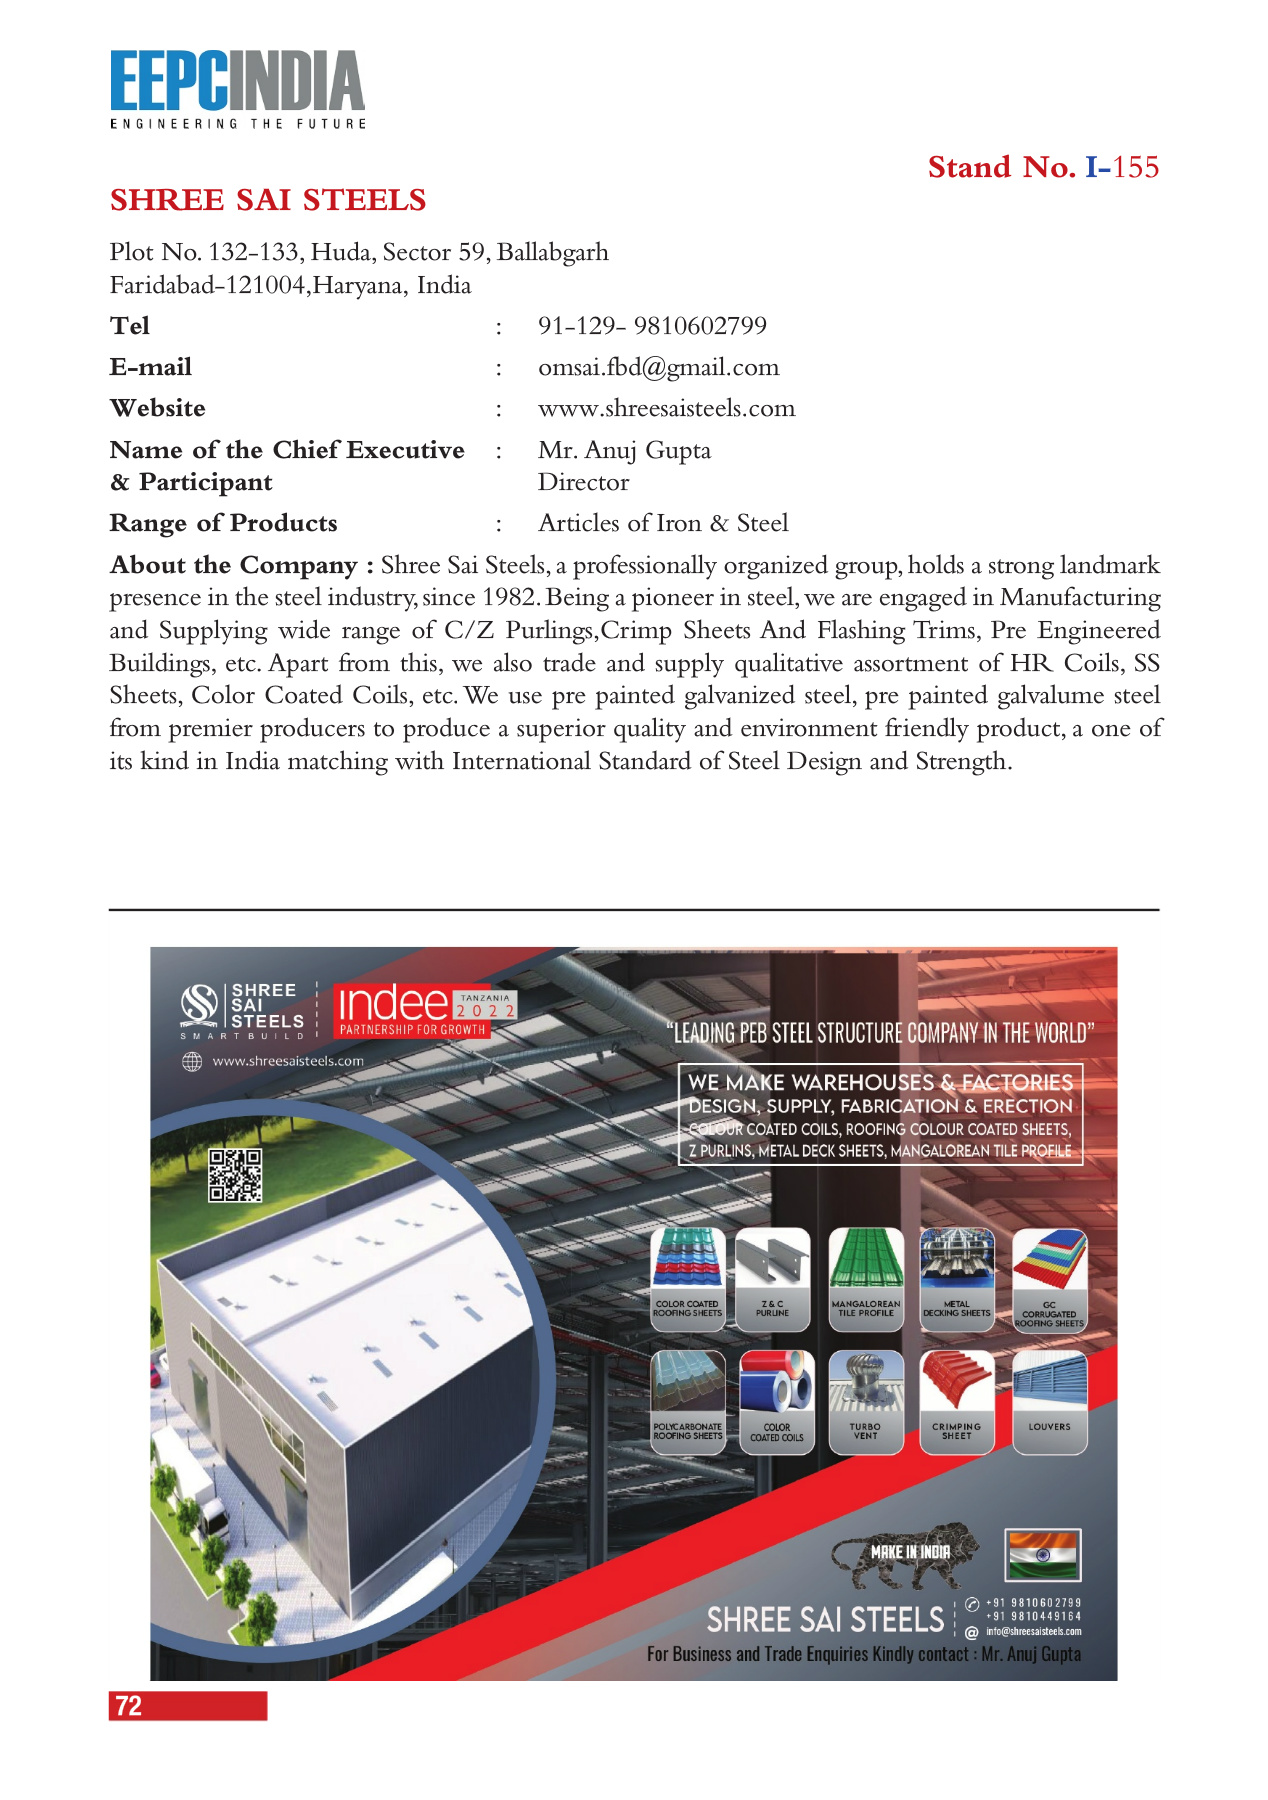 EEPCINDIA
ENGINEERING THE FUTURE
Stand No. I-155
SHREE SAI STEELS
Plot No. 132-133, Huda, Sector 59, Ballabgarh
Faridabad-121004,Haryana, India
Tel : 91-129- 9810602799
E-mail : omsai.fbd@gmail.com
Website : www.shreesaisteels.com
Name of the Chief Executive : Mr. Anuj Gupta
& Participant Director
Range of Products : Articles of Iron & Steel
About the Company : Shree Sai Steels, a professionally organized group, holds a strong landmark
presence in the steel industry, since 1982. Being a pioneer in steel, we are engaged in Manufacturing
and Supplying wide range of C/Z Purlings,Crimp Sheets And Flashing Trims, Pre Engineered
Buildings, etc. Apart from this, we also trade and supply qualitative assortment of HR Coils, SS
Sheets, Color Coated Coils, etc. We use pre painted galvanized steel, pre painted galvalume steel
from premier producers to produce a superior quality and environment friendly product, a one of
its kind in India matching with International Standard of Steel Design and Strength.
SHREE
SAI
STEELS
SMARTBUILD
www.shreesaisteels.com
indee TANZANIA
2022
PARTNERSHIP FOR GROWTH
"LEADING PEB STEEL STRUCTURE COMPANY IN THE WORLD"
WE MAKE WAREHOUSES & FACTORIES
DESIGN, SUPPLY, FABRICATION & ERECTION
COLOUR COATED COILS, ROOFING COLOUR COATED SHEETS,
Z PURLINS, METAL DECK SHEETS, MANGALOREAN TILE PROFILE
COLOR COATED
ROOFING SHEETS
Z & C
PURLINE
MANGALOREAN
TILE PROFILE
METAL
DECKING SHEETS
GC
CORRUGATED
ROOFING SHEETS
POLYCARBONATE
ROOFING SHEETS
COLOR
COATED COILS
TURBO
VENT
CRIMPING
SHEET
LOUVERS
MAKE IN INDIA
SHREE SAI STEELS
+91 9810602799
+91 9810449164
info@shreesaisteels.com
For Business and Trade Enquiries Kindly contact : Mr. Anuj Gupta
72